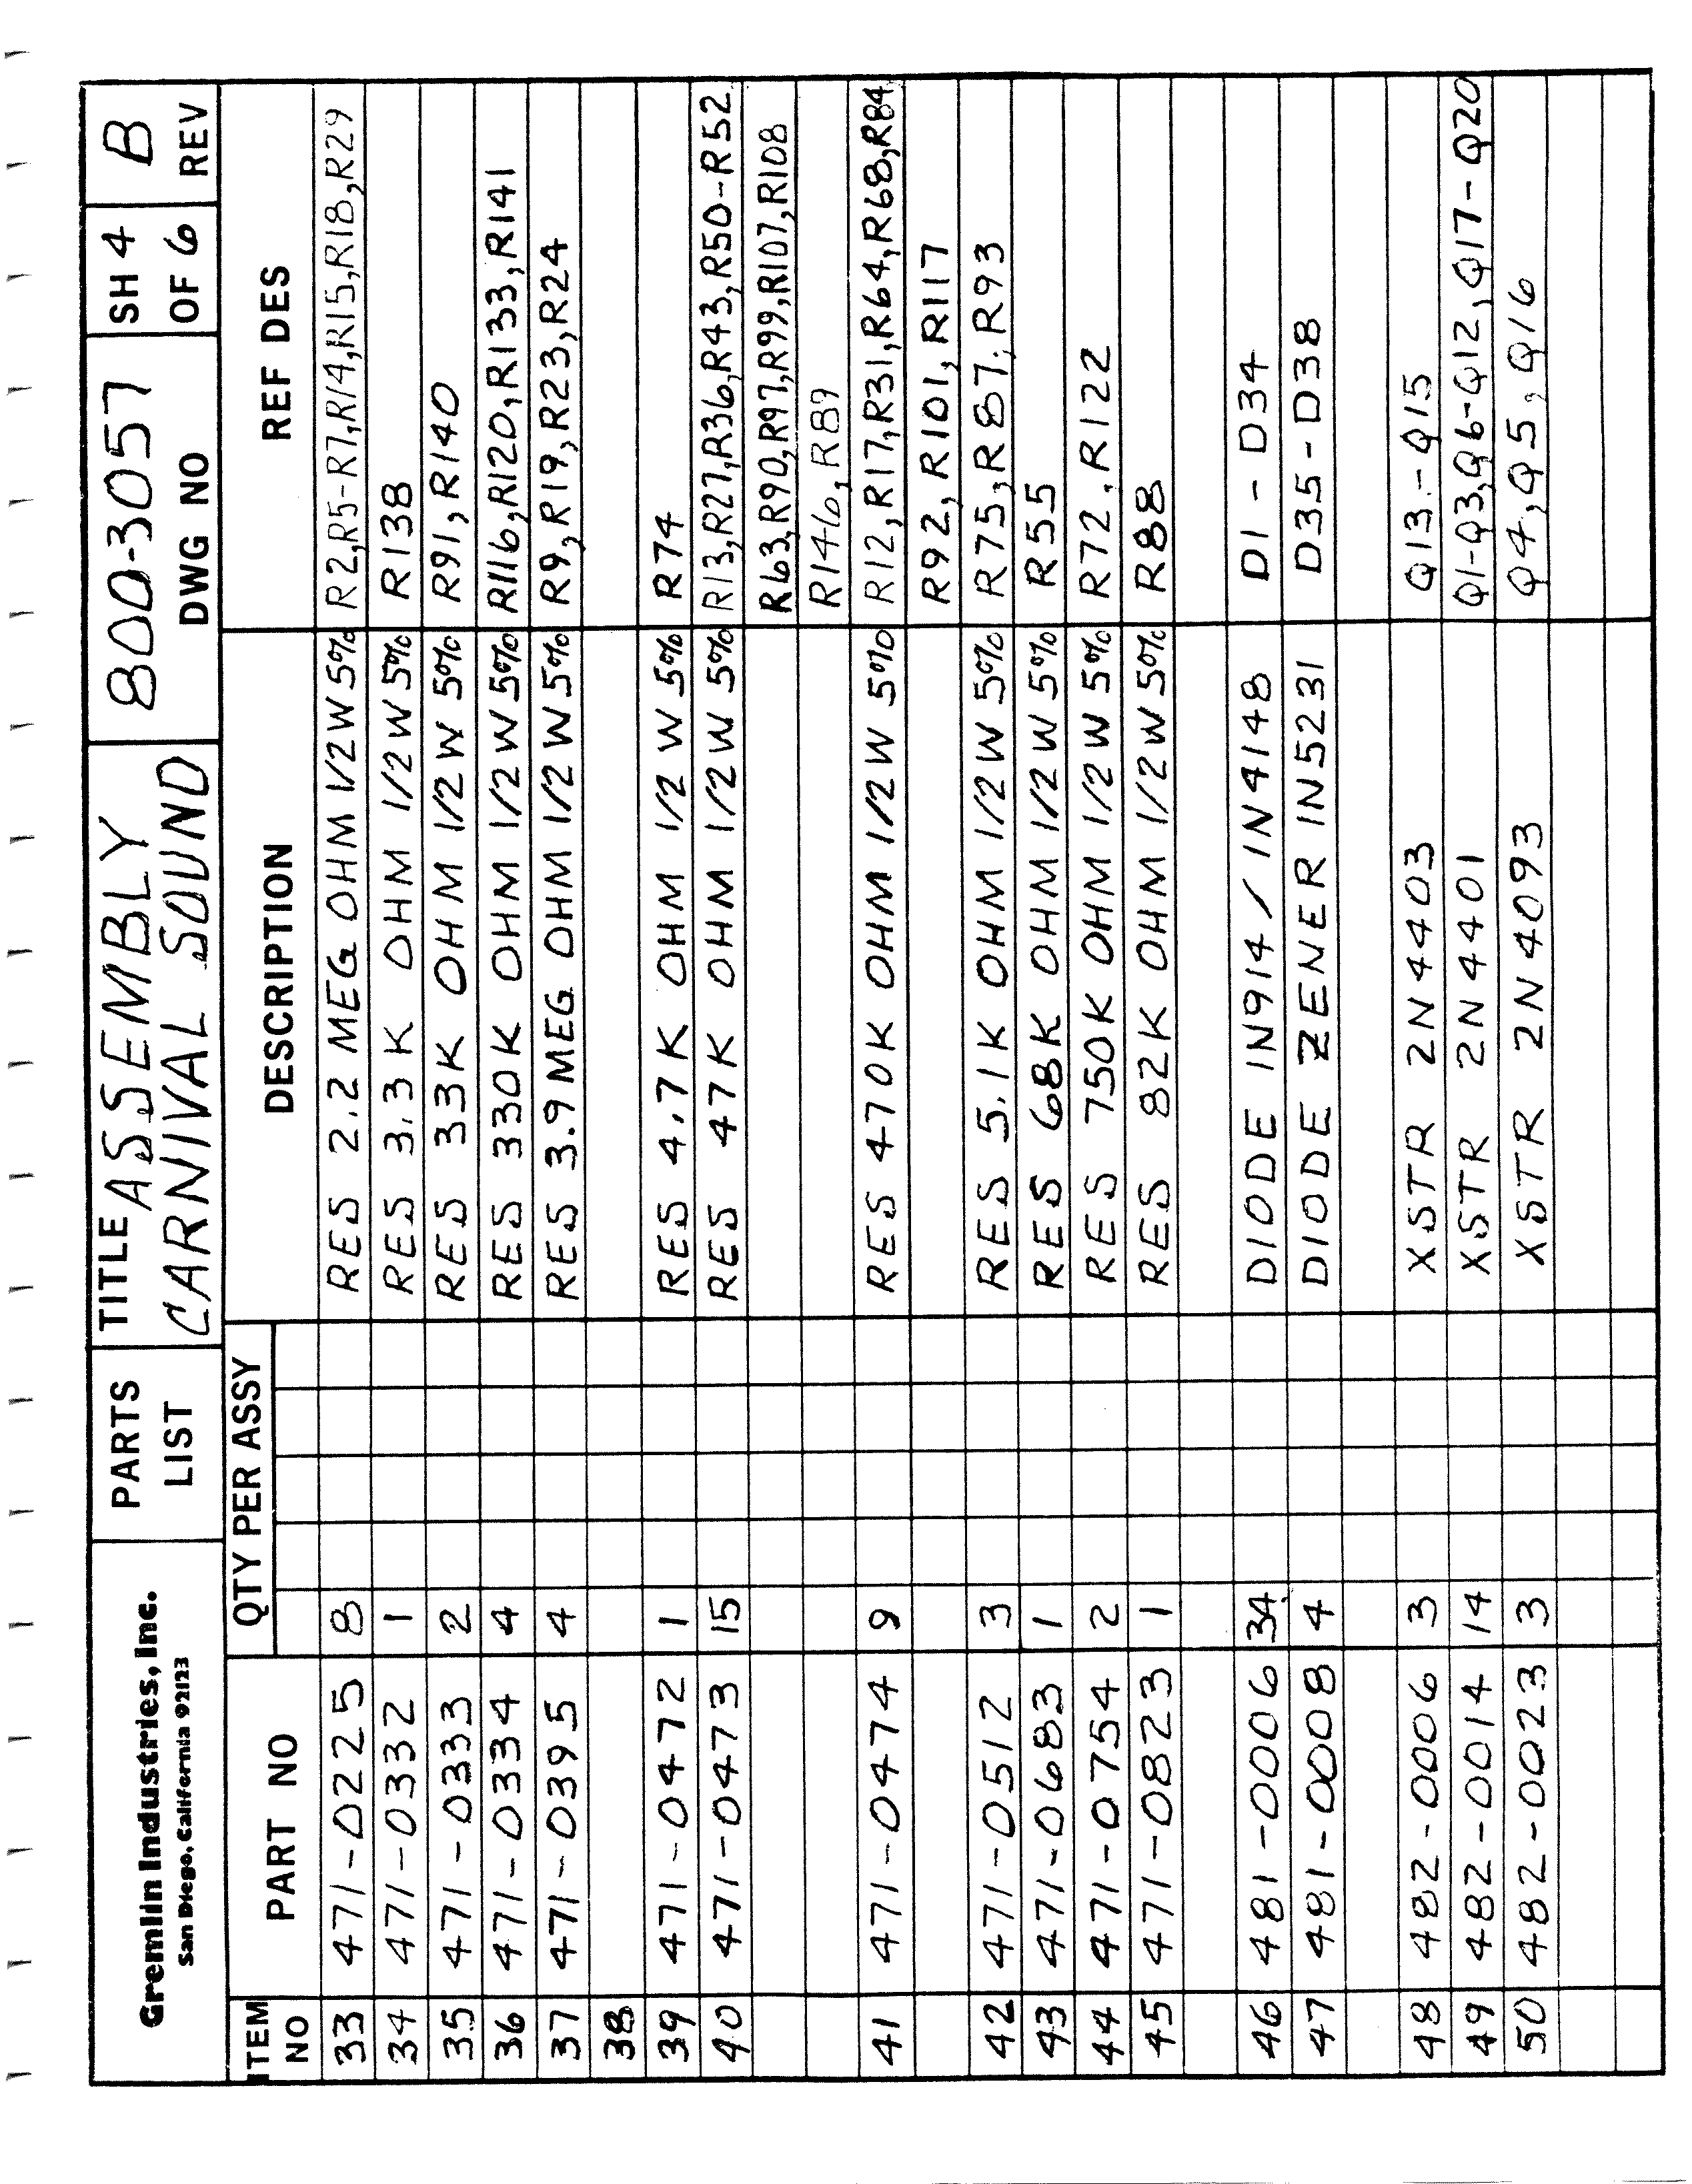 Gremlin Industries, Inc.
San Diego, California 92123
PARTS LIST
TITLE ASSEMBLY
CARNIVAL SOUND
800-3057
DWG NO
SH 4
OF 6
B
REV
ITEM NO PART NO QTY PER ASSY DESCRIPTION REF DES
33 471-0225 8 RES 2.2 MEG OHM 1/2W 5% R2,R5-R7,R14,R15,R18,R29
34 471-0332 1 RES 3.3K OHM 1/2W 5% R138
35 471-0333 2 RES 33K OHM 1/2W 5% R91,R140
36 471-0334 4 RES 330K OHM 1/2W 5% R116,R120,R133,R141
37 471-0395 4 RES 3.9 MEG OHM 1/2W 5% R9,R19,R23,R24
38
39 471-0472 1 RES 4.7K OHM 1/2W 5% R74
40 471-0473 15 RES 47K OHM 1/2W 5% R13,R27,R36,R43,R50-R52
R63,R90,R97,R99,R107,R108
R146,R89
41 471-0474 9 RES 470K OHM 1/2W 5% R12,R17,R31,R64,R68,R84
R92,R101,R117
42 471-0512 3 RES 5.1K OHM 1/2W 5% R75,R87,R93
43 471-0683 1 RES 68K OHM 1/2W 5% R55
44 471-0754 2 RES 750K OHM 1/2W 5% R72,R122
45 471-0823 1 RES 82K OHM 1/2W 5% R88
46 481-0006 34 DIODE IN914/IN4148 D1-D34
47 481-0008 4 DIODE ZENER IN5231 D35-D38
48 482-0006 3 XSTR 2N4403 Q13-Q15
49 482-0014 14 XSTR 2N4401 Q1-Q3,Q6-Q12,Q17-Q20
50 482-0023 3 XSTR 2N4093 Q4,Q5,Q16